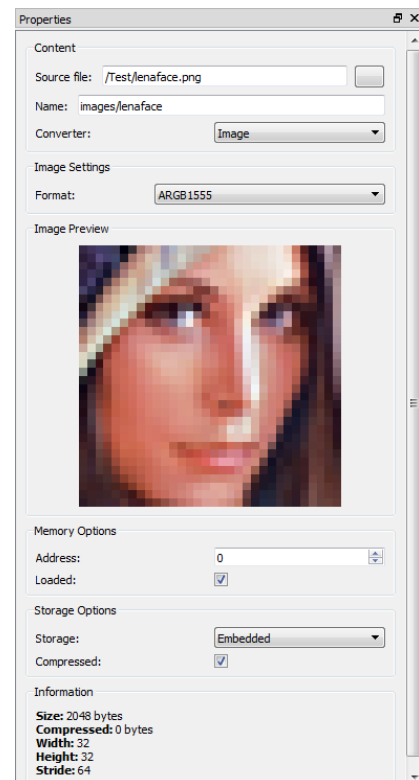 Properties
Content
Source file: /Test/lenaface.png
Name: images/lenaface
Converter: Image
Image Settings
Format: ARGB1555
Image Preview
Memory Options
Address: 0
Loaded:
Storage Options
Storage: Embedded
Compressed:
Information
Size: 2048 bytes
Compressed: 0 bytes
Width: 32
Height: 32
Stride: 64